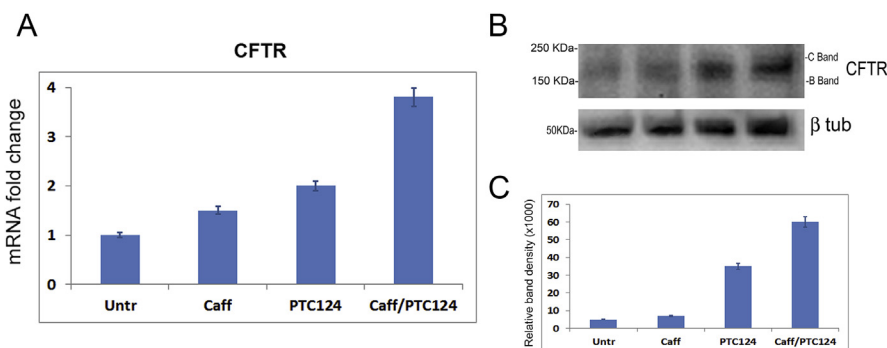 A
CFTR
mRNA fold change
4
3
2
1
0
Untr Caff PTC124 Caff/PTC124
B
250 KDa-
150 KDa-
-C Band
-B Band
CFTR
50KDa-
β tub
C
Relative band density (x1000)
70
60
50
40
30
20
10
0
Untr Caff PTC124 Caff/PTC124